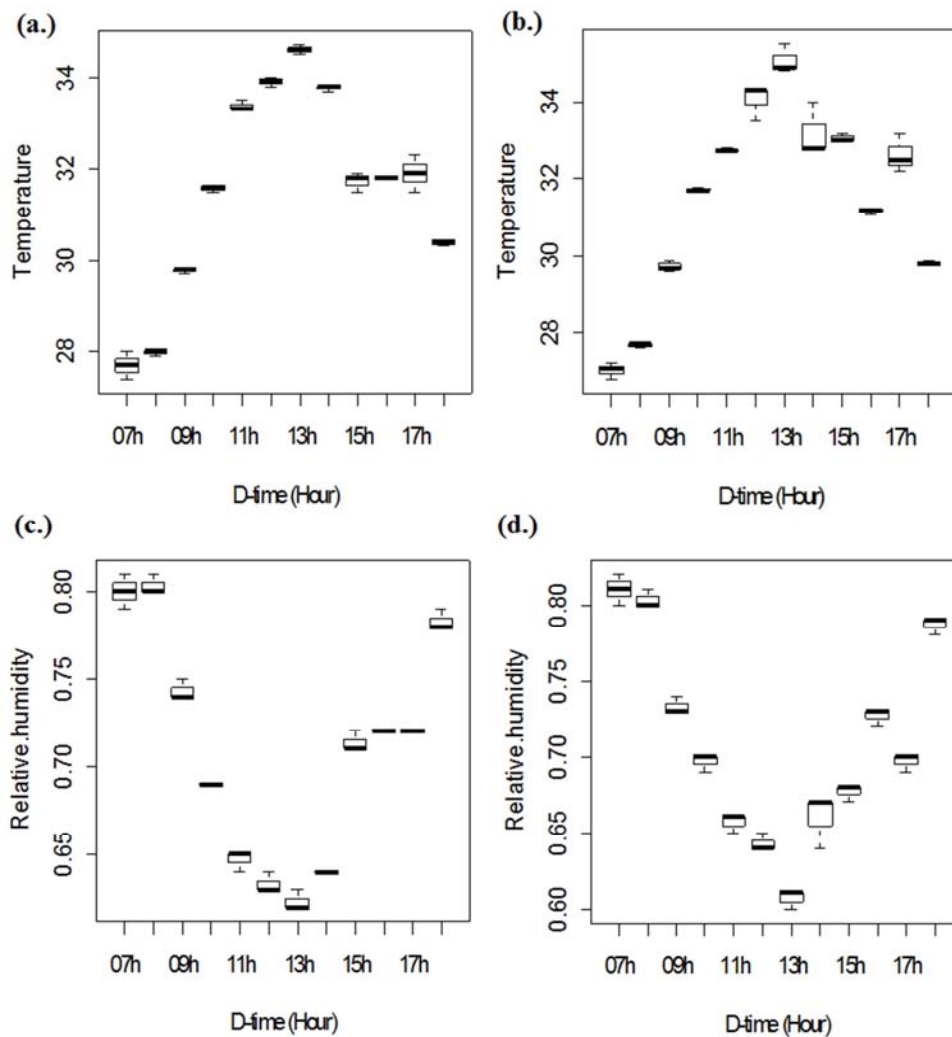 (a.)
Temperature
34
32
30
28
07h 09h 11h 13h 15h 17h
D-time (Hour)
(b.)
Temperature
34
32
30
28
07h 09h 11h 13h 15h 17h
D-time (Hour)
(c.)
Relative.humidity
0.80
0.75
0.70
0.65
07h 09h 11h 13h 15h 17h
D-time (Hour)
(d.)
Relative.humidity
0.80
0.75
0.70
0.65
0.60
07h 09h 11h 13h 15h 17h
D-time (Hour)